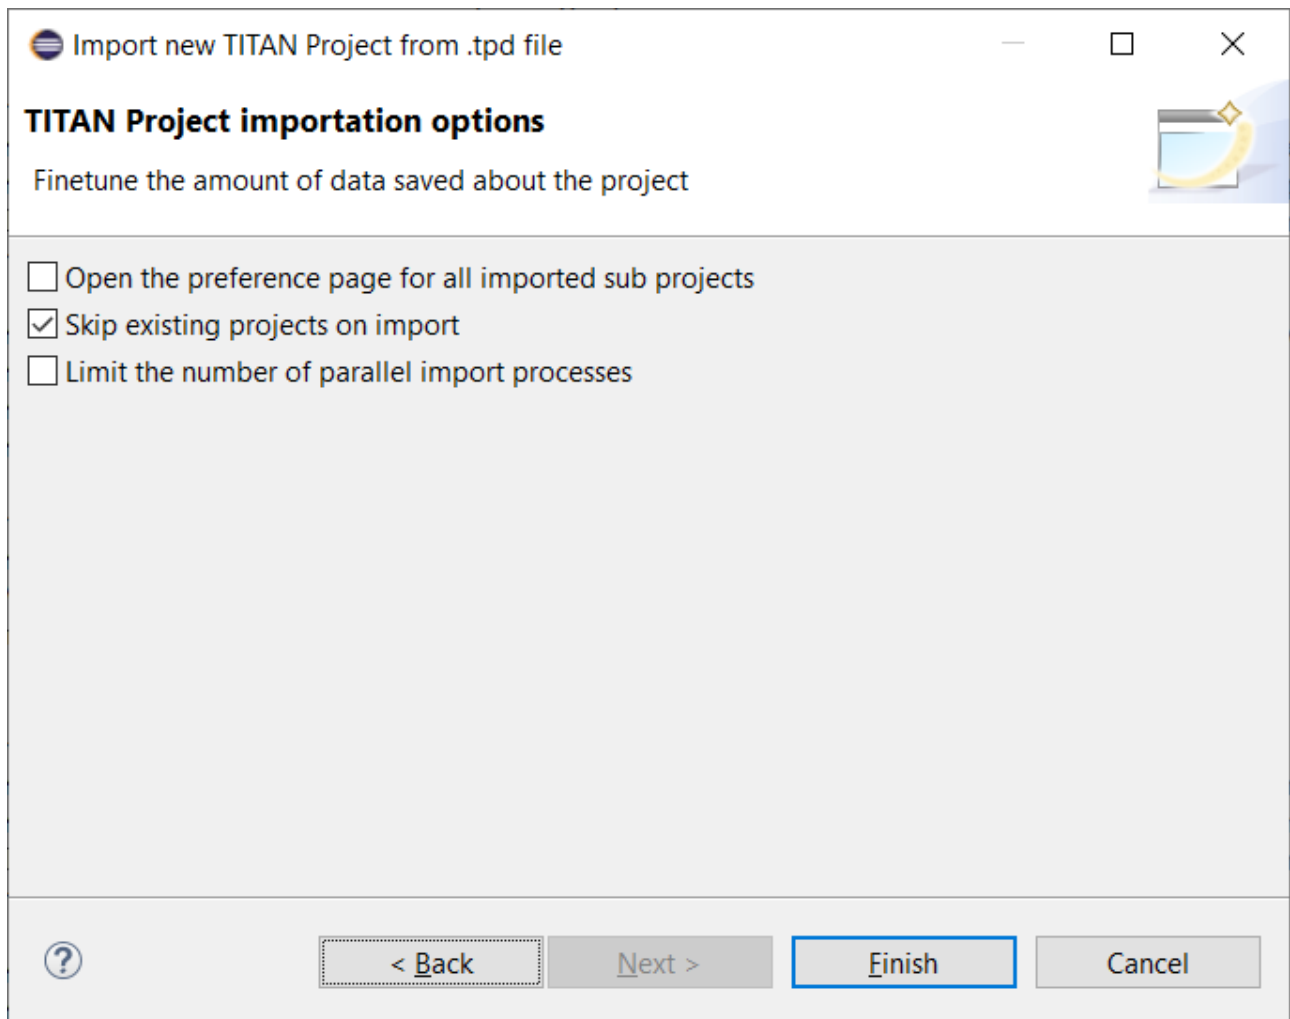 Import new TITAN Project from .tpd file
TITAN Project importation options
Finetune the amount of data saved about the project
Open the preference page for all imported sub projects
Skip existing projects on import
Limit the number of parallel import processes
? < Back Next > Finish Cancel